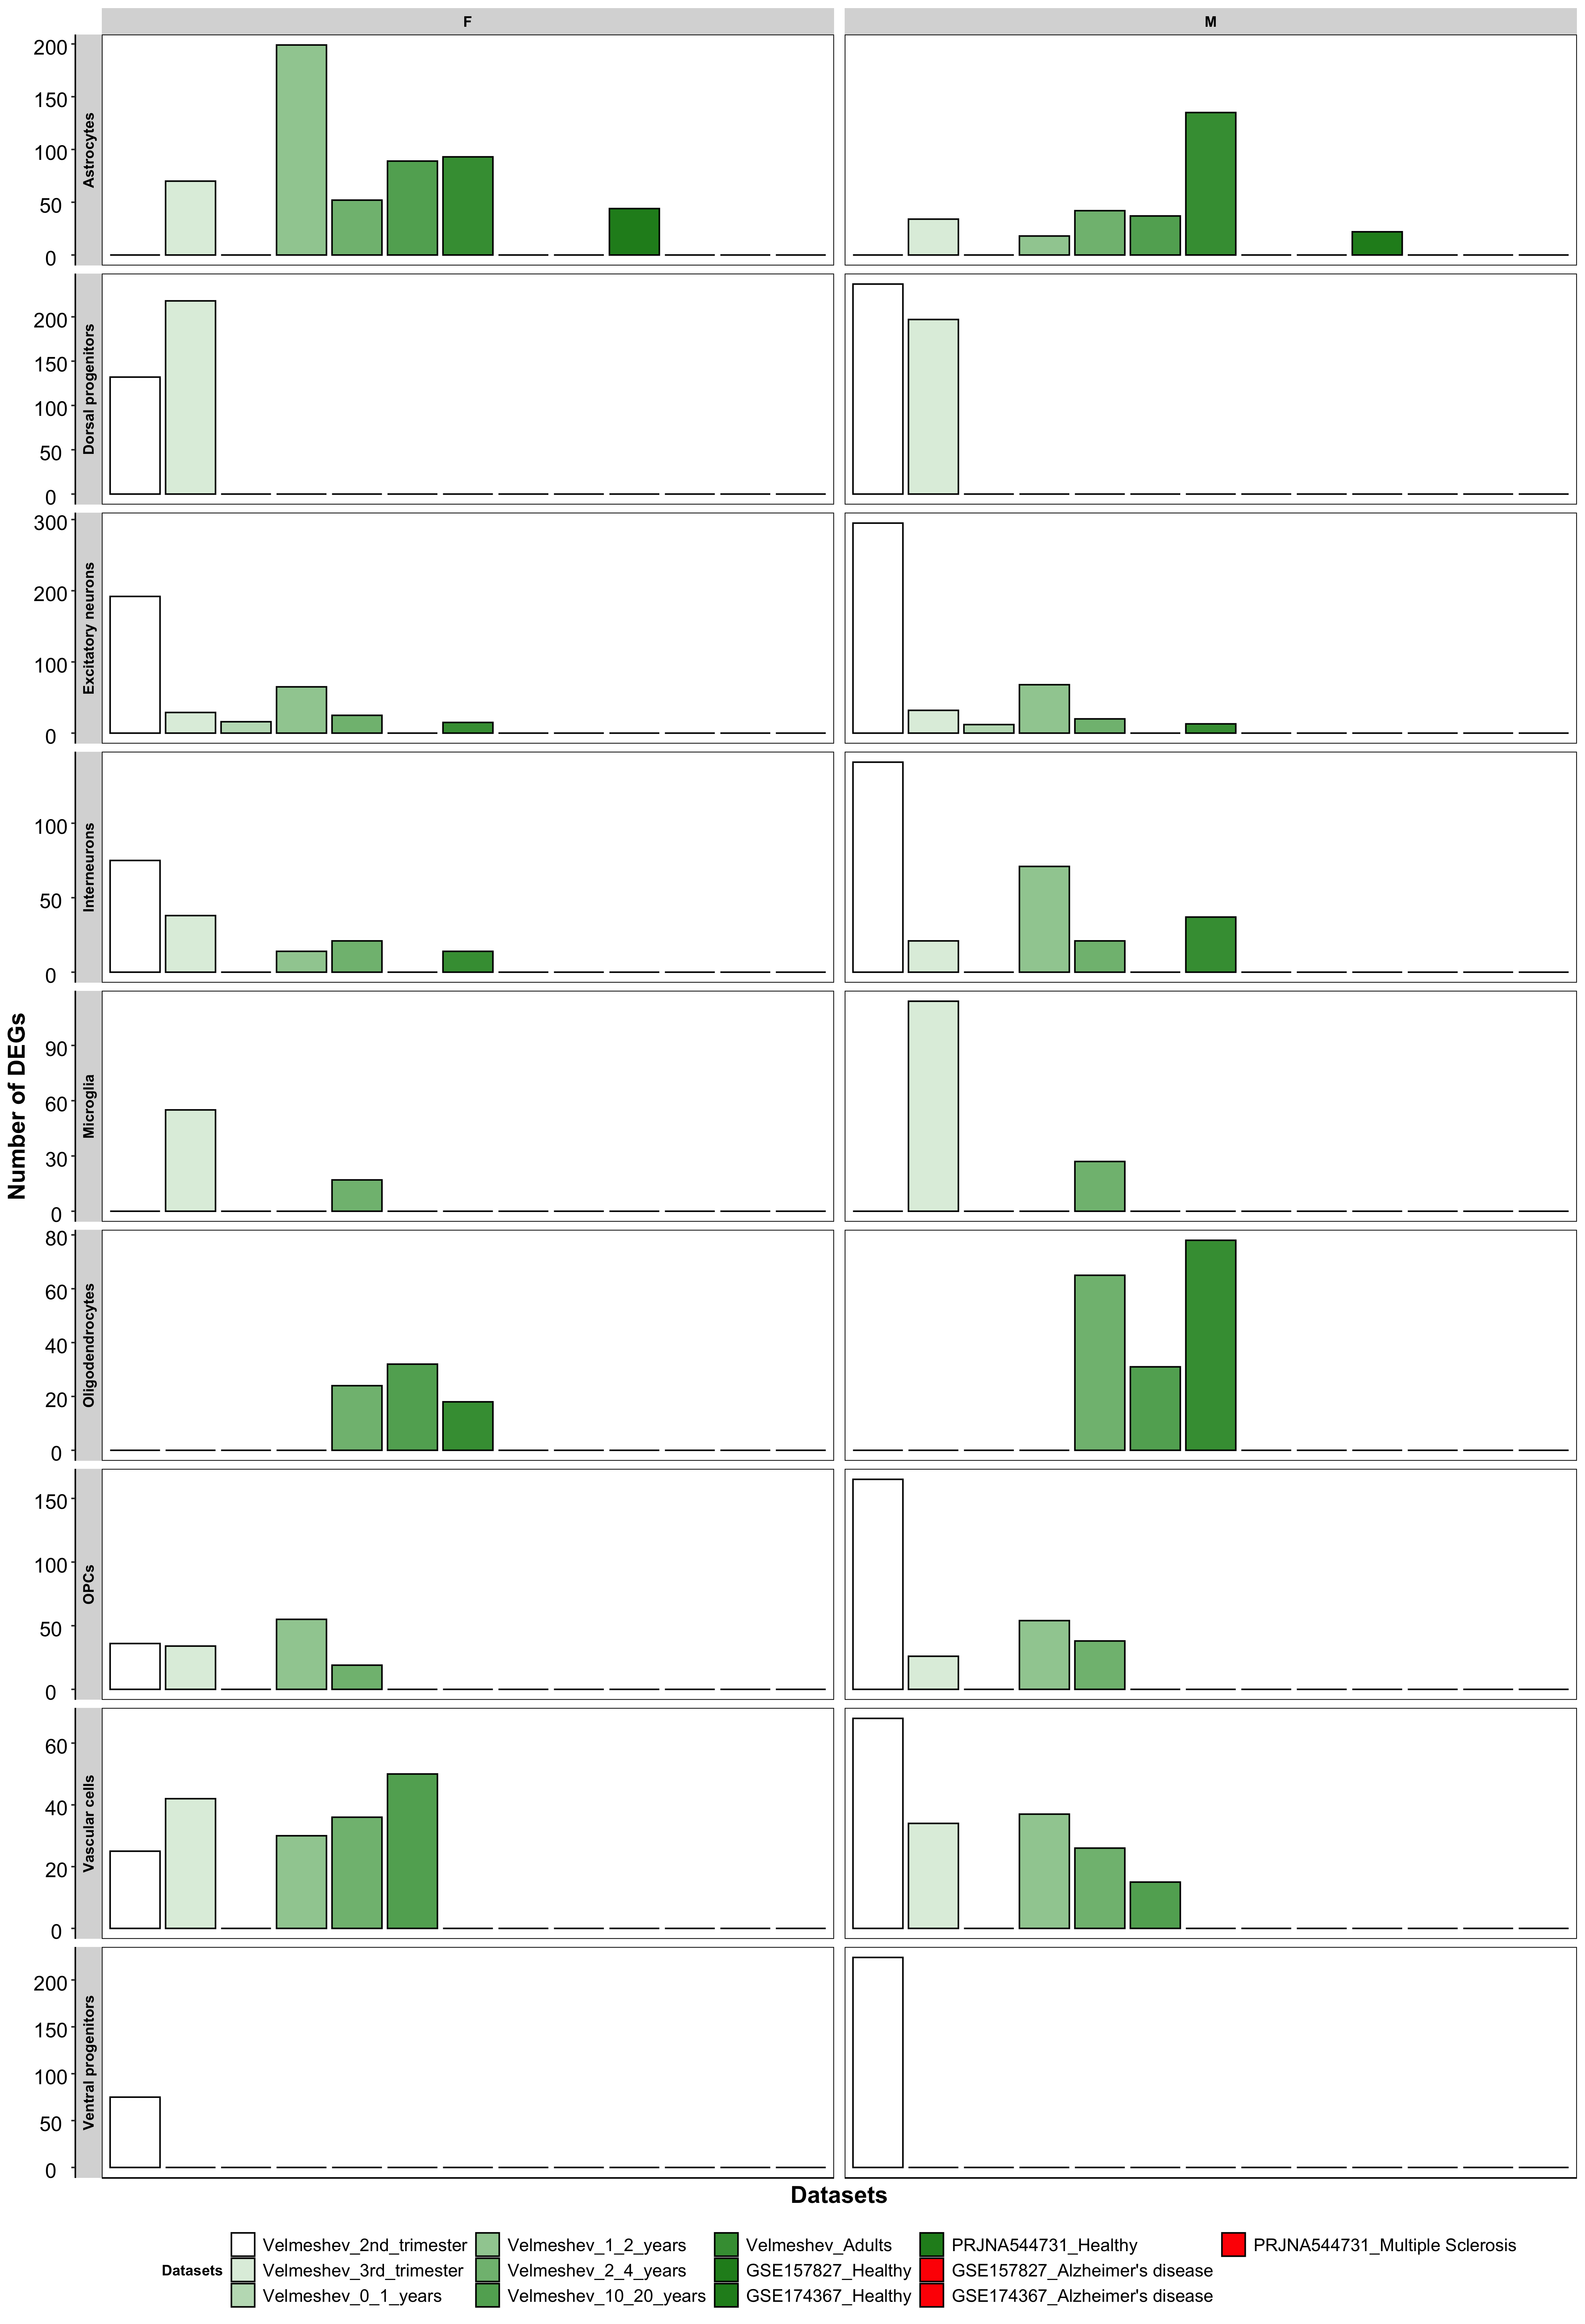 F
M
Number of DEGs
Astrocytes
200
150
100
50
0
Dorsal progenitors
200
150
100
50
0
Excitatory neurons
300
200
100
0
Interneurons
100
50
0
Microglia
90
60
30
0
Oligodendrocytes
80
60
40
20
0
OPCs
150
100
50
0
Vascular cells
60
40
20
0
Ventral progenitors
200
150
100
50
0
Datasets
Datasets
Velmeshev_2nd_trimester
Velmeshev_3rd_trimester
Velmeshev_0_1_years
Velmeshev_1_2_years
Velmeshev_2_4_years
Velmeshev_10_20_years
Velmeshev_Adults
GSE157827_Healthy
GSE174367_Healthy
PRJNA544731_Healthy
GSE157827_Alzheimer's disease
GSE174367_Alzheimer's disease
PRJNA544731_Multiple Sclerosis